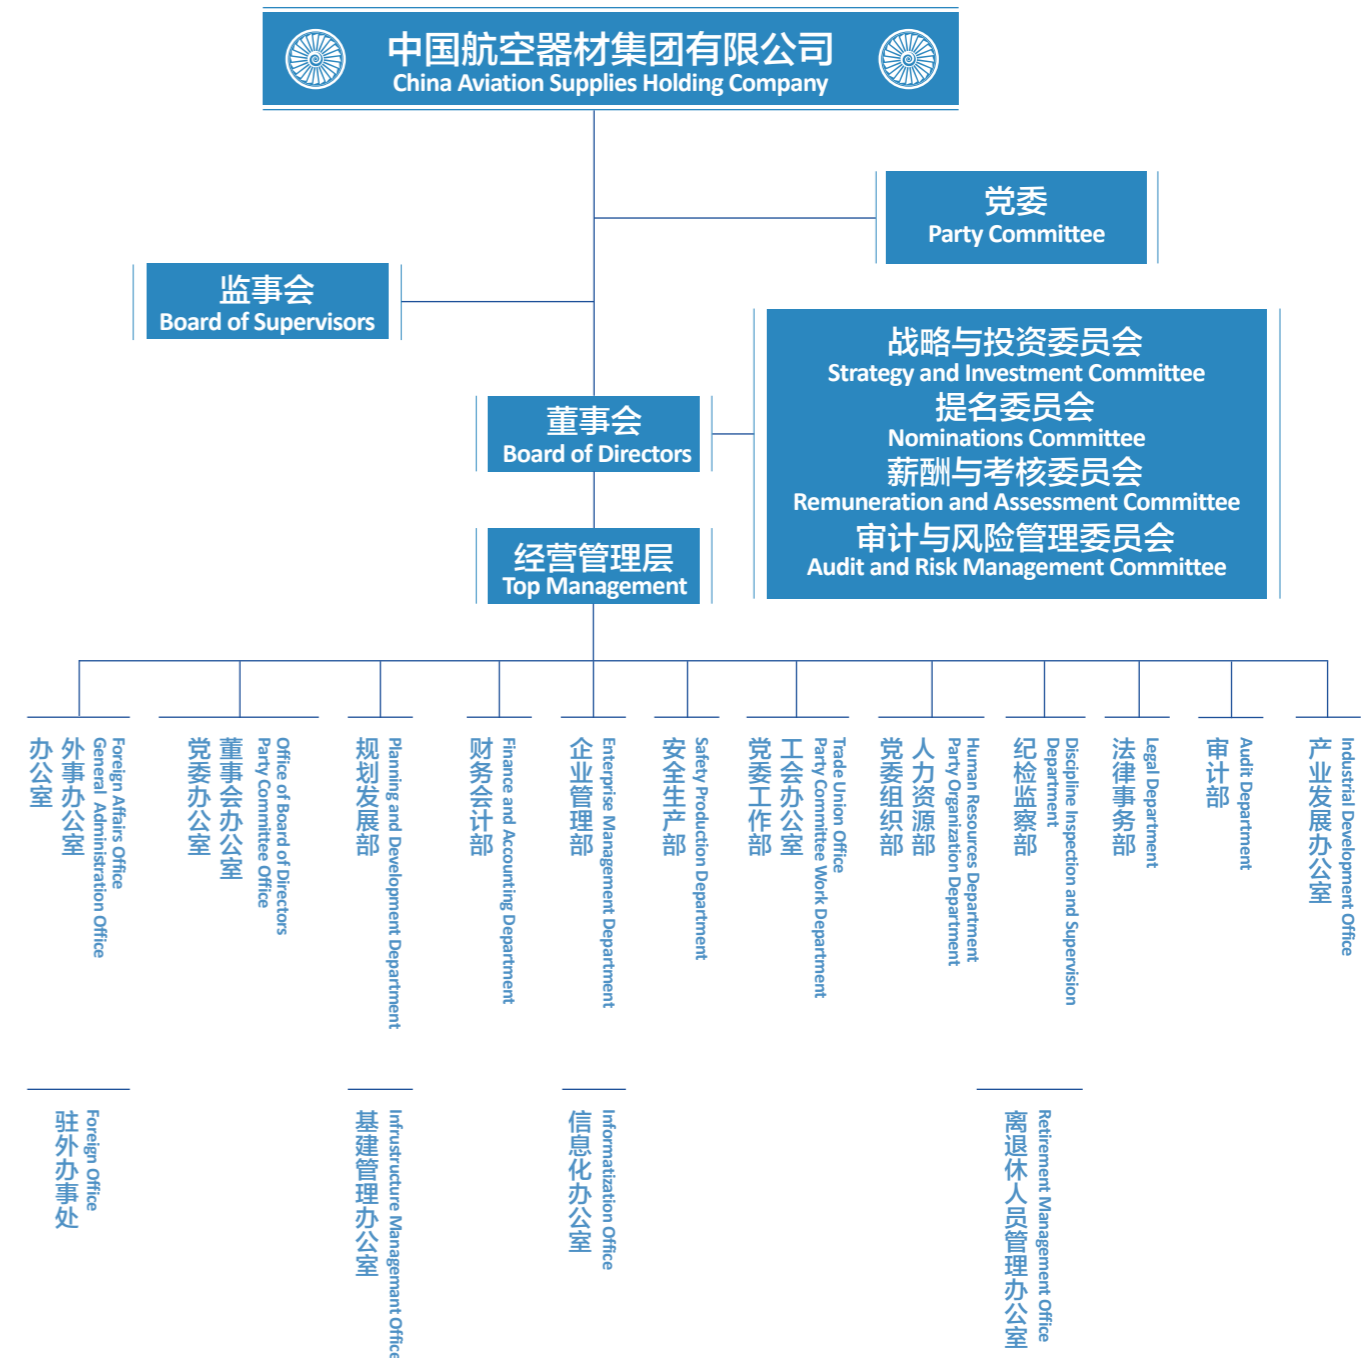 中国航空器材集团有限公司
China Aviation Supplies Holding Company
党委
Party Committee
监事会
Board of Supervisors
战略与投资委员会
Strategy and Investment Committee
提名委员会
Nominations Committee
薪酬与考核委员会
Remuneration and Assessment Committee
审计与风险管理委员会
Audit and Risk Management Committee
董事会
Board of Directors
经营管理层
Top Management
办公室
外事办公室
General Administration Office
Foreign Affairs Office
党委办公室
董事会办公室
Party Committee Office
Office of Board of Directors
规划发展部
Planning and Development Department
财务会计部
Finance and Accounting Department
企业管理部
Enterprise Management Department
安全生产部
Safety Production Department
党委工作部
工会办公室
Party Committee Work Department
Trade Union Office
党委组织部
人力资源部
Party Organization Department
Human Resources Department
纪检监察部
Discipline Inspection and Supervision
Department
法律事务部
Legal Department
审计部
Audit Department
产业发展办公室
Industrial Development Office
驻外办事处
Foreign Office
基建管理办公室
Infrustructure Managemant Office
信息化办公室
Informatization Office
离退休人员管理办公室
Retirement Management Office